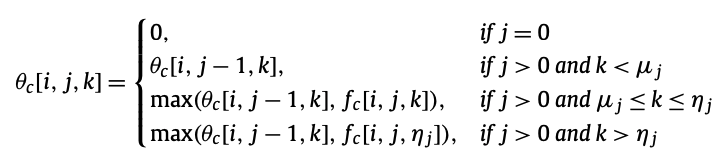 0, if j = 0
θc[i, j − 1, k], if j > 0 and k < μj
θc[i, j, k] =
max(θc[i, j − 1, k], fc[i, j, k]), if j > 0 and μj ≤ k ≤ ηj
max(θc[i, j − 1, k], fc[i, j, ηj]), if j > 0 and k > ηj